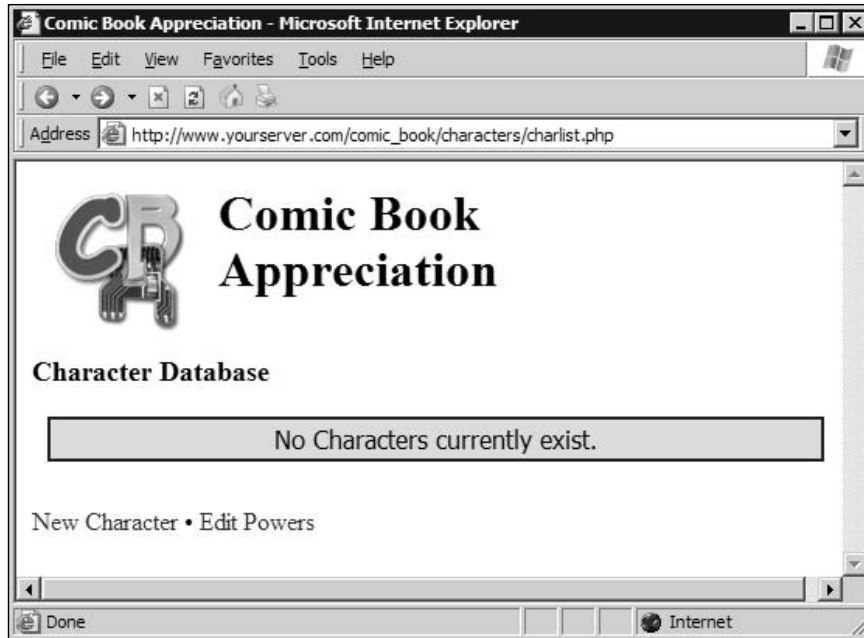 Comic Book Appreciation - Microsoft Internet Explorer
File Edit View Favorites Tools Help
Address http://www.yourserver.com/comic_book/characters/charlist.php
CB
Comic Book
Appreciation
Character Database
No Characters currently exist.
New Character • Edit Powers
Done Internet